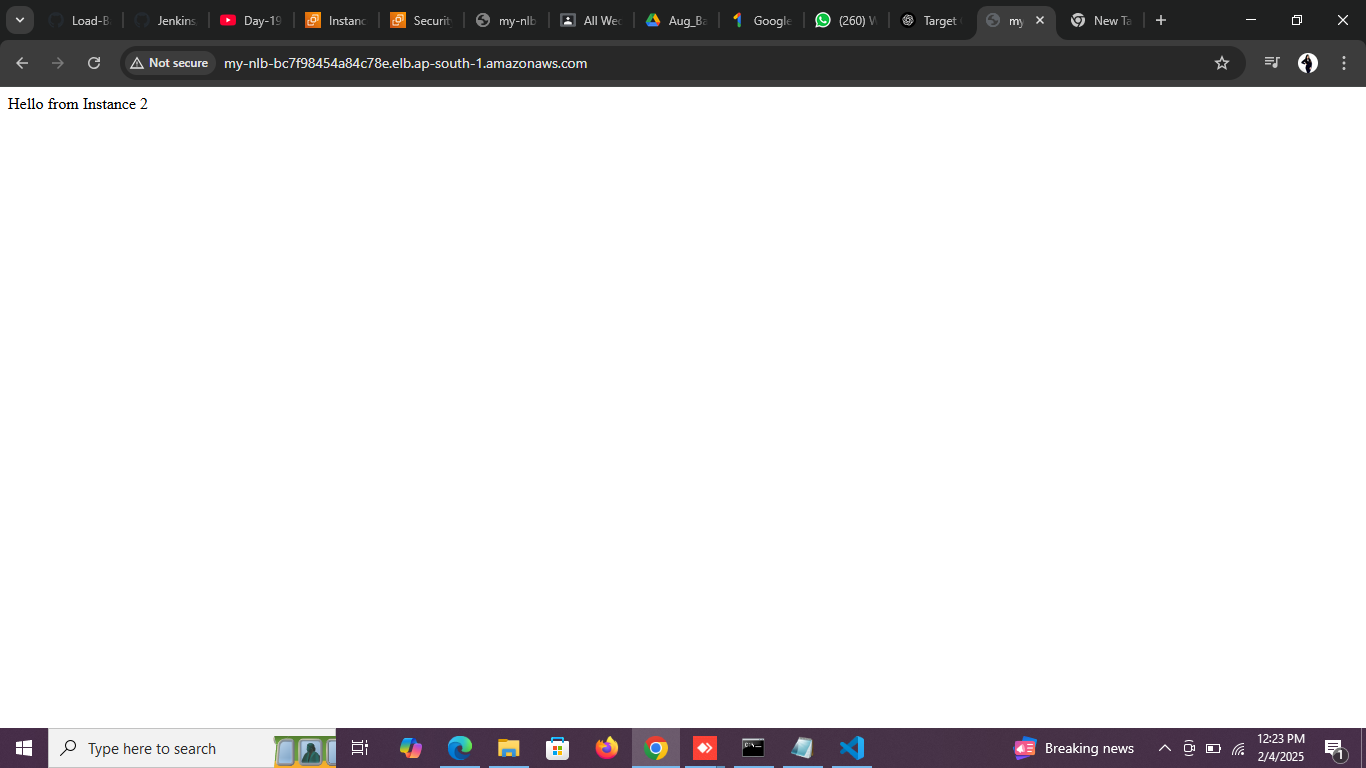 Load-B
Jenkins
Day-19
Instanc
Securit
my-nlb
All Wec
Aug_Ba
Google
(260) W
Target
my
New Ta
Not secure
my-nlb-bc7f98454a84c78e.elb.ap-south-1.amazonaws.com
Hello from Instance 2
Type here to search
Breaking news
12:23 PM
2/4/2025
1